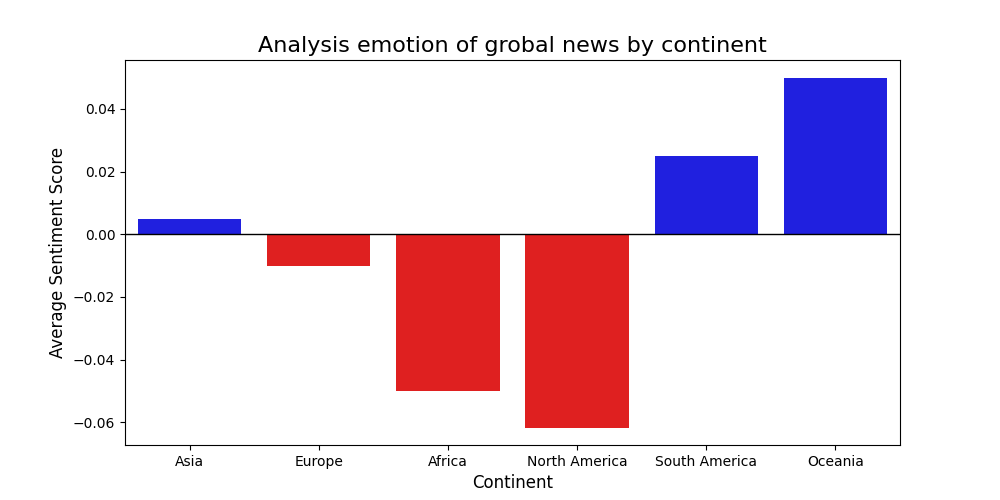 Analysis emotion of grobal news by continent
Average Sentiment Score
0.04
0.02
0.00
−0.02
−0.04
−0.06
Asia Europe Africa North America South America Oceania
Continent